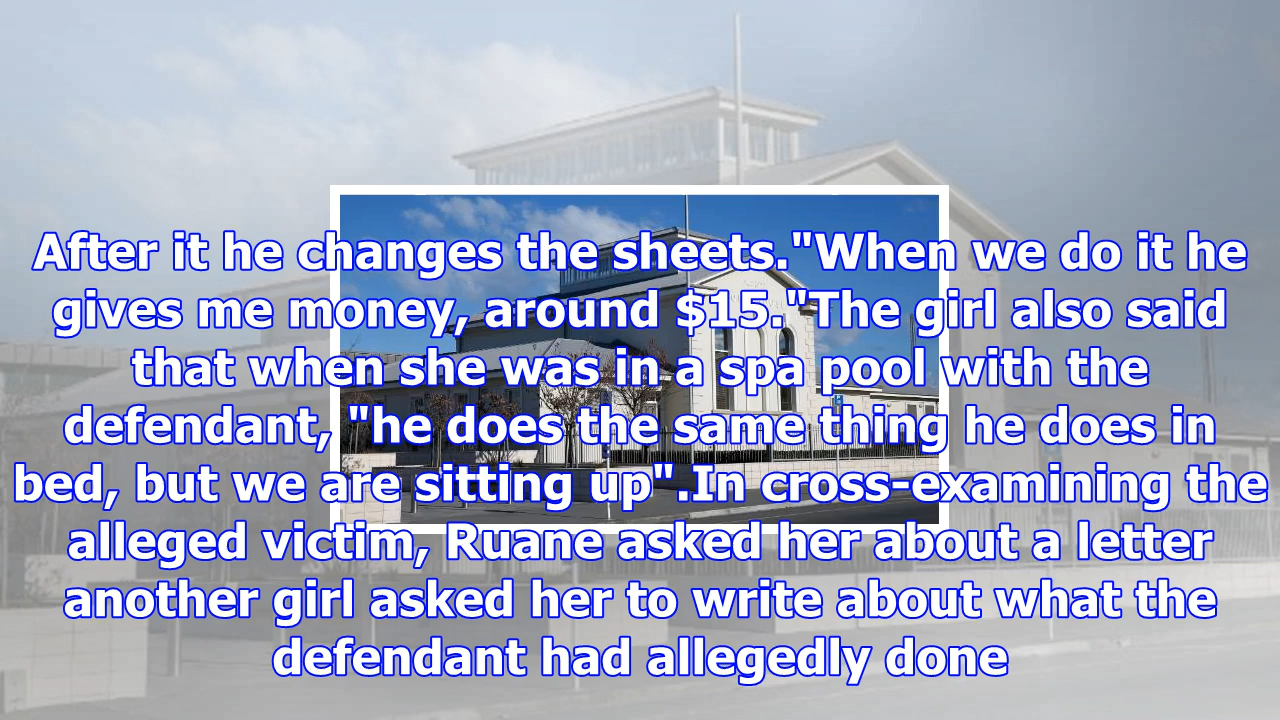 After it he changes the sheets."When we do it he
gives me money, around $15."The girl also said
that when she was in a spa pool with the
defendant, "he does the same thing he does in
bed, but we are sitting up".In cross-examining the
alleged victim, Ruane asked her about a letter
another girl asked her to write about what the
defendant had allegedly done